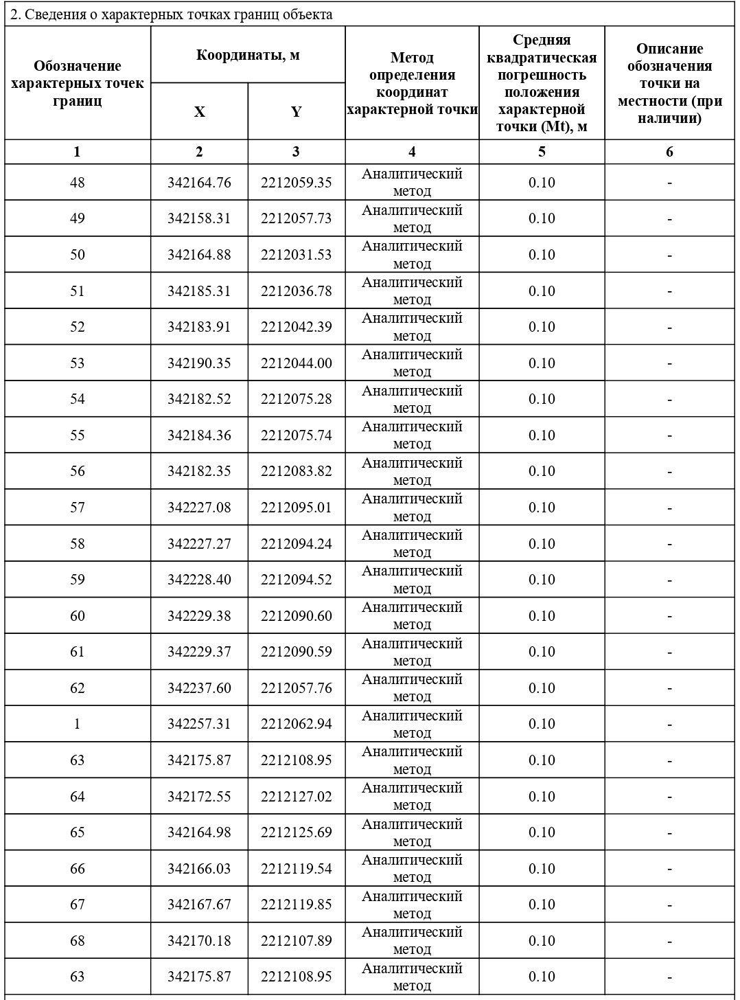 2. Сведения о характерных точках границ объекта
Обозначение
характерных точек
границ
Координаты, м
X
Y
Метод
определения
координат
характерной точки
Средняя
квадратическая
погрешность
положения
характерной
точки (Mt), м
Описание
обозначения
точки на
местности (при
наличии)
1 2 3 4 5 6
48 342164.76 2212059.35 Аналитический
метод 0.10 -
49 342158.31 2212057.73 Аналитический
метод 0.10 -
50 342164.88 2212031.53 Аналитический
метод 0.10 -
51 342185.31 2212036.78 Аналитический
метод 0.10 -
52 342183.91 2212042.39 Аналитический
метод 0.10 -
53 342190.35 2212044.00 Аналитический
метод 0.10 -
54 342182.52 2212075.28 Аналитический
метод 0.10 -
55 342184.36 2212075.74 Аналитический
метод 0.10 -
56 342182.35 2212083.82 Аналитический
метод 0.10 -
57 342227.08 2212095.01 Аналитический
метод 0.10 -
58 342227.27 2212094.24 Аналитический
метод 0.10 -
59 342228.40 2212094.52 Аналитический
метод 0.10 -
60 342229.38 2212090.60 Аналитический
метод 0.10 -
61 342229.37 2212090.59 Аналитический
метод 0.10 -
62 342237.60 2212057.76 Аналитический
метод 0.10 -
1 342257.31 2212062.94 Аналитический
метод 0.10 -
63 342175.87 2212108.95 Аналитический
метод 0.10 -
64 342172.55 2212127.02 Аналитический
метод 0.10 -
65 342164.98 2212125.69 Аналитический
метод 0.10 -
66 342166.03 2212119.54 Аналитический
метод 0.10 -
67 342167.67 2212119.85 Аналитический
метод 0.10 -
68 342170.18 2212107.89 Аналитический
метод 0.10 -
63 342175.87 2212108.95 Аналитический
метод 0.10 -